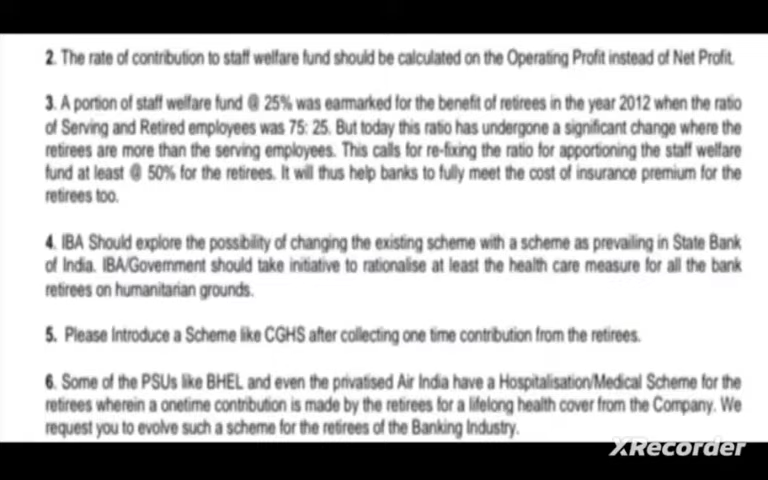 2. The rate of contribution to staff welfare fund should be calculated on the Operating Profit instead of Net Profit.
3. A portion of staff welfare fund @ 25% was earmarked for the benefit of retirees in the year 2012 when the ratio
of Serving and Retired employees was 75: 25. But today this ratio has undergone a significant change where the
retirees are more than the serving employees. This calls for re-fixing the ratio for apportioning the staff welfare
fund at least @ 50% for the retirees. It will thus help banks to fully meet the cost of insurance premium for the
retirees too.
4. IBA Should explore the possibility of changing the existing scheme with a scheme as prevailing in State Bank
of India. IBA/Government should take initiative to rationalise at least the health care measure for all the bank
retirees on humanitarian grounds.
5. Please Introduce a Scheme like CGHS after collecting one time contribution from the retirees.
6. Some of the PSUs like BHEL and even the privatised Air India have a Hospitalisation/Medical Scheme for the
retirees wherein a onetime contribution is made by the retirees for a lifelong health cover from the Company. We
request you to evolve such a scheme for the retirees of the Banking Industry.
XRecorder